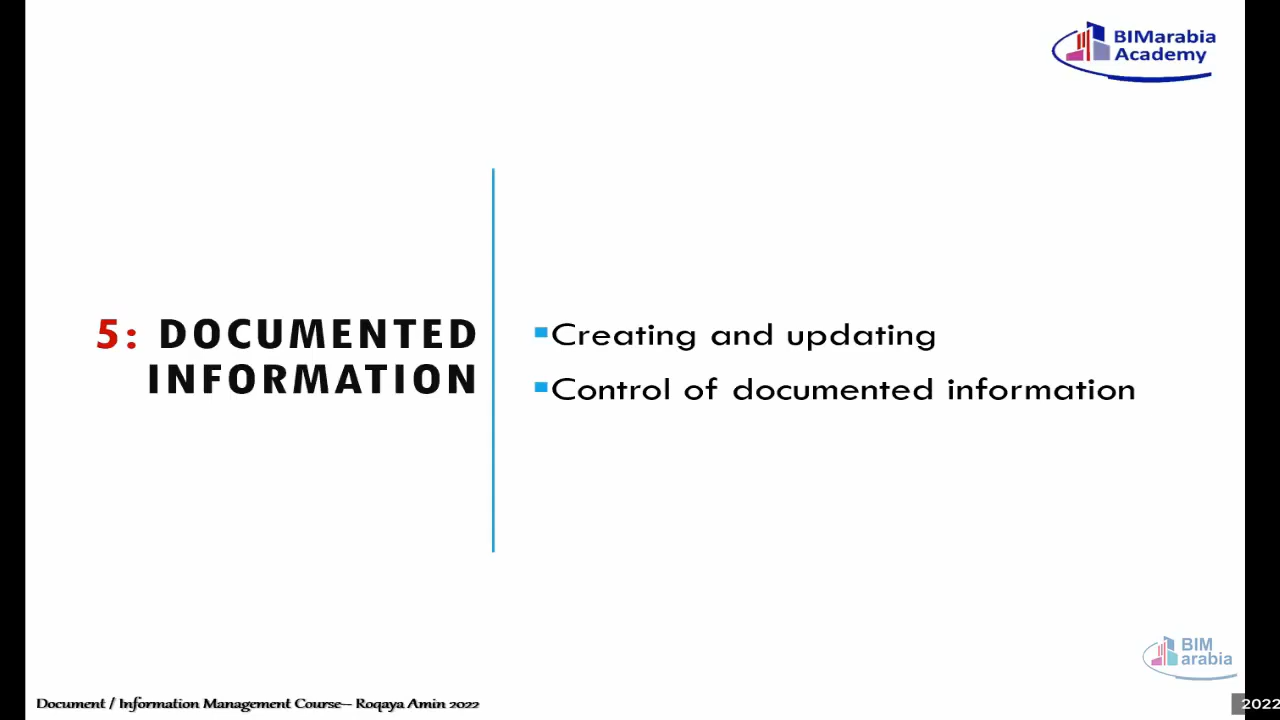 BIMarabia
Academy
5: DOCUMENTED
INFORMATION
▪Creating and updating
▪Control of documented information
BIM
arabia
Document / Information Management Course-- Roqaya Amin 2022
2022